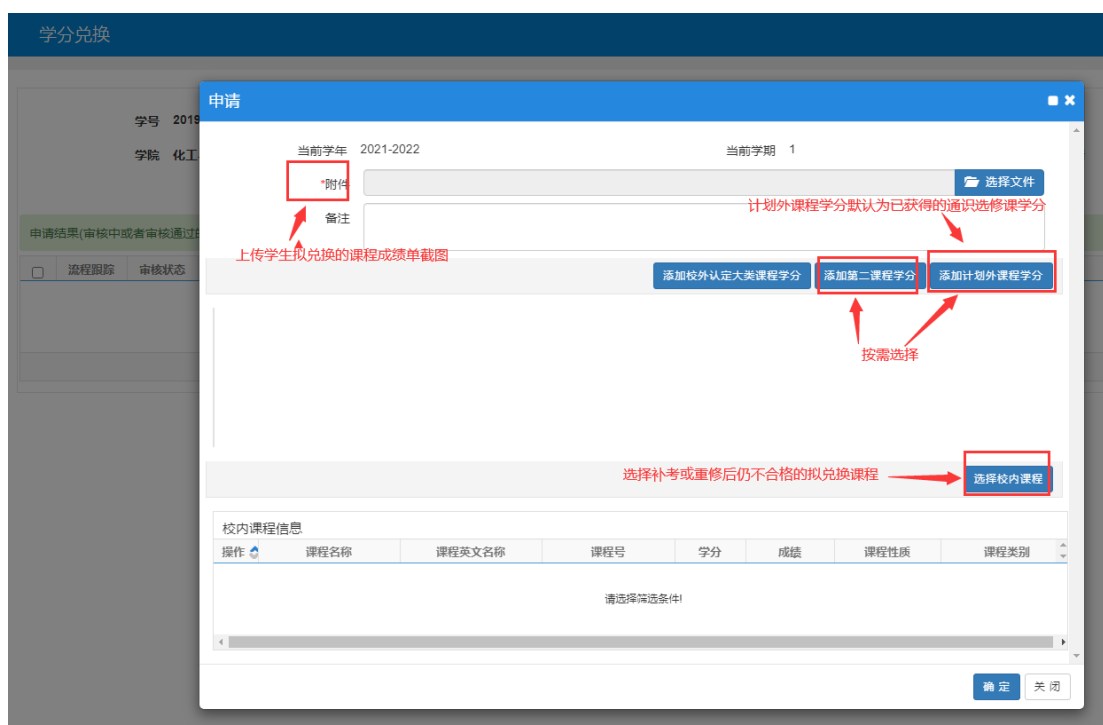 学分兑换
申请
学号 2019
当前学年 2021-2022 当前学期 1
学院 化工
*附件 选择文件
计划外课程学分默认为已获得的通识选修课学分
备注
申请结果(审核中或者审核通过的
上传学生拟兑换的课程成绩单截图
流程跟踪 审核状态
添加校外认定大类课程学分 添加第二课程学分 添加计划外课程学分
按需选择
选择补考或重修后仍不合格的拟兑换课程 选择校内课程
校内课程信息
操作 课程名称 课程英文名称 课程号 学分 成绩 课程性质 课程类别
请选择筛选条件!
确定 关闭